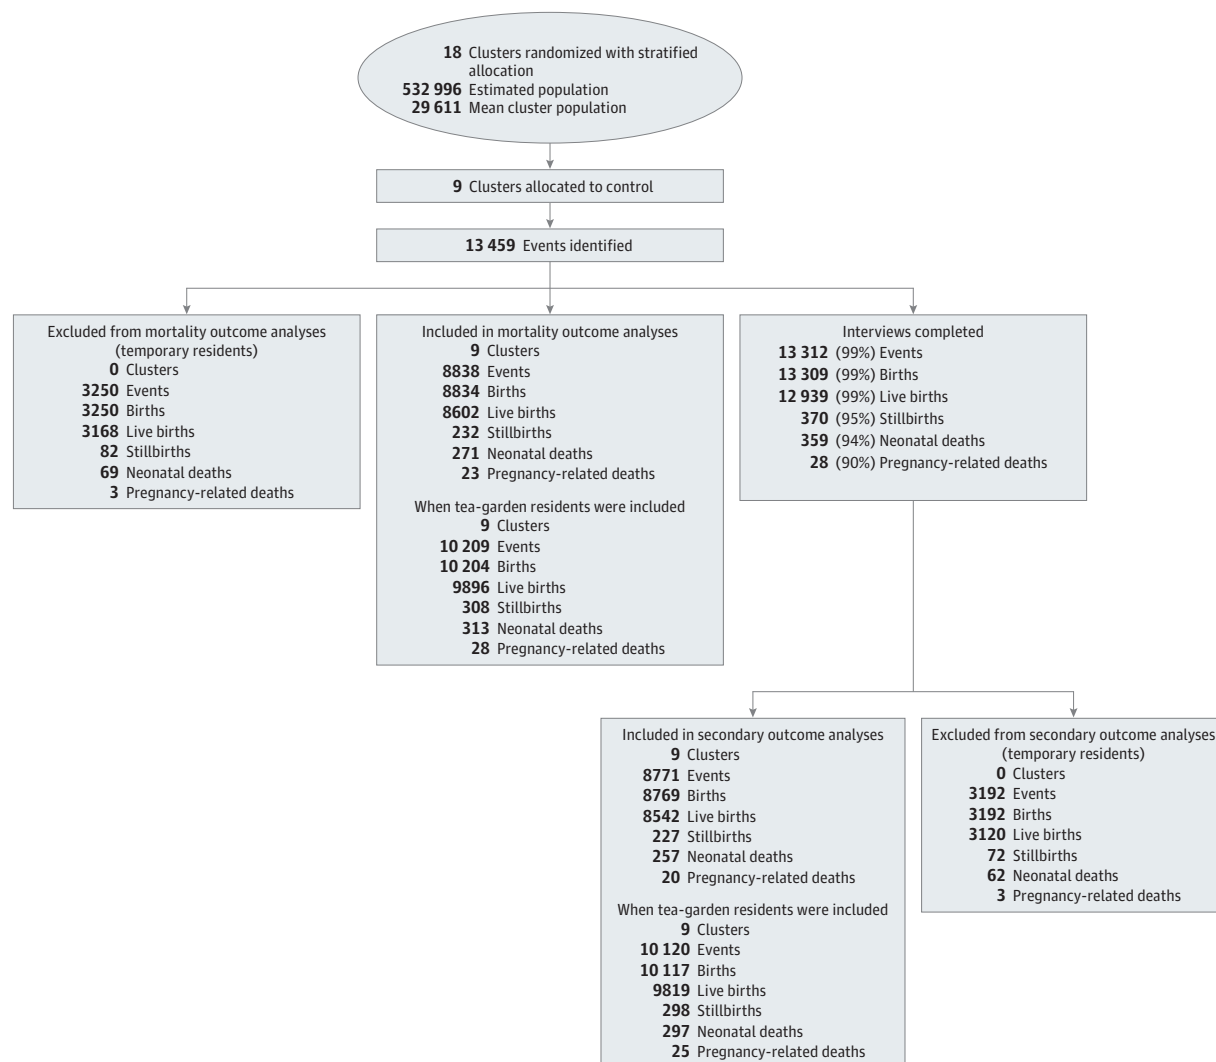 18 Clusters randomized with stratified
allocation
532 996 Estimated population
29 611 Mean cluster population
9 Clusters allocated to control
13 459 Events identified
Excluded from mortality outcome analyses
(temporary residents)
0 Clusters
3250 Events
3250 Births
3168 Live births
82 Stillbirths
69 Neonatal deaths
3 Pregnancy-related deaths
Included in mortality outcome analyses
9 Clusters
8838 Events
8834 Births
8602 Live births
232 Stillbirths
271 Neonatal deaths
23 Pregnancy-related deaths
When tea-garden residents were included
9 Clusters
10 209 Events
10 204 Births
9896 Live births
308 Stillbirths
313 Neonatal deaths
28 Pregnancy-related deaths
Interviews completed
13 312 (99%) Events
13 309 (99%) Births
12 939 (99%) Live births
370 (95%) Stillbirths
359 (94%) Neonatal deaths
28 (90%) Pregnancy-related deaths
Included in secondary outcome analyses
9 Clusters
8771 Events
8769 Births
8542 Live births
227 Stillbirths
257 Neonatal deaths
20 Pregnancy-related deaths
When tea-garden residents were included
9 Clusters
10 120 Events
10 117 Births
9819 Live births
298 Stillbirths
297 Neonatal deaths
25 Pregnancy-related deaths
Excluded from secondary outcome analyses
(temporary residents)
0 Clusters
3192 Events
3192 Births
3120 Live births
72 Stillbirths
62 Neonatal deaths
3 Pregnancy-related deaths